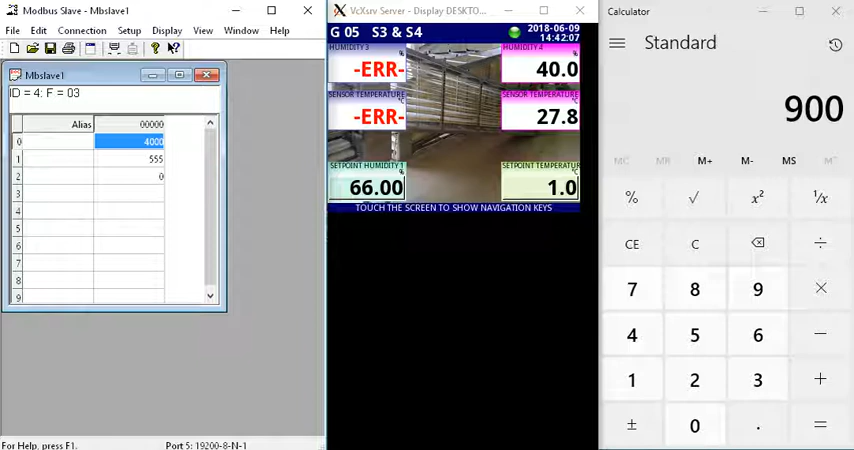 Modbus Slave - Mbslave1
File Edit Connection Setup Display View Window Help
Mbslave1
ID = 4: F = 03
Alias 00000
0 4000
1 555
2 0
3
4
5
6
7
8
9
For Help, press F1. Port 5: 19200-8-N-1
VcXsrv Server - Display DESKTO...
G 05 S3 & S4 2018-06-09
14:42:07
HUMIDITY 3
%
-ERR-
HUMIDITY 4
%
40.0
SENSOR TEMPERATURE
°C
-ERR-
SENSOR TEMPERATURE
°C
27.8
SETPOINT HUMIDITY 1
%
66.00
SETPOINT TEMPERATUR
°C
1.0
TOUCH THE SCREEN TO SHOW NAVIGATION KEYS
Calculator
Standard
900
MC MR M+ M- MS
% √ x² ¹/x
CE C ÷
7 8 9 ×
4 5 6 −
1 2 3 +
± 0 . =